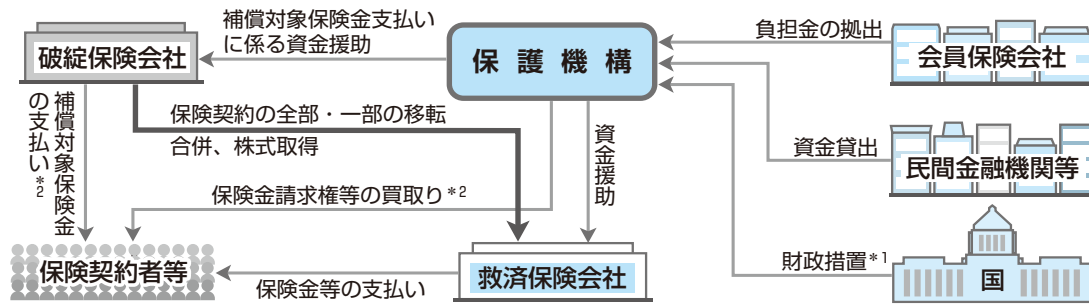 補償対象保険金支払い
に係る資金援助
負担金の拠出
破綻保険会社
保護機構
会員保険会社
補償対象保険金
の支払い*2
保険契約の全部・一部の移転
合併、株式取得
資金援助
資金貸出
民間金融機関等
保険金請求権等の買取り*2
財政措置*1
国
保険契約者等
保険金等の支払い
救済保険会社